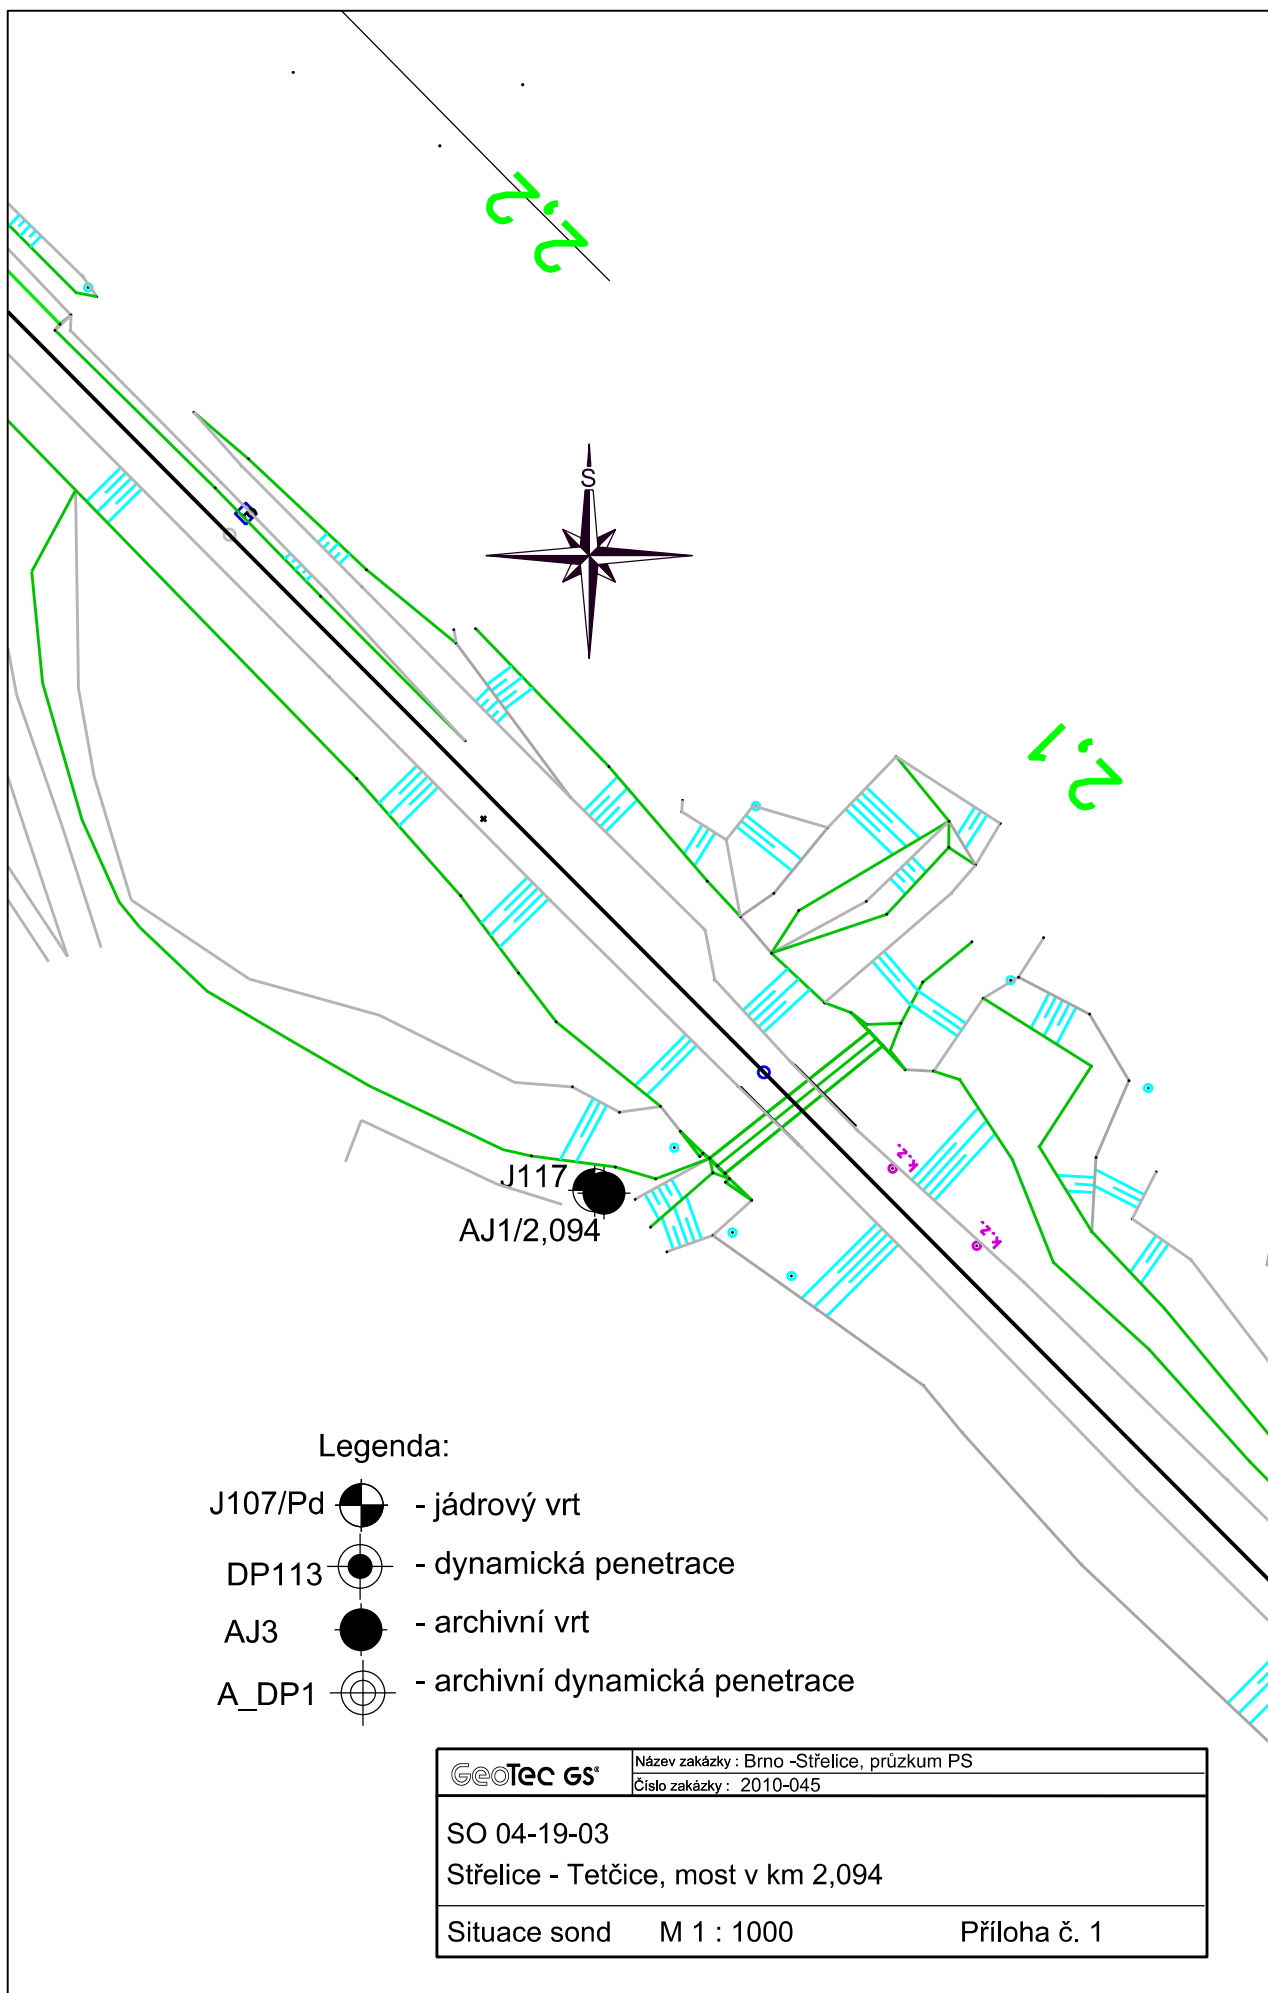 2,2
S
2,1
k.z.
k.z.
J117
AJ1/2,094
Legenda:
J107/Pd - jádrový vrt
DP113 - dynamická penetrace
AJ3 - archivní vrt
A_DP1 - archivní dynamická penetrace
GeoTec GS® Název zakázky : Brno -Střelice, průzkum PS
Číslo zakázky : 2010-045
SO 04-19-03
Střelice - Tetčice, most v km 2,094
Situace sond M 1 : 1000 Příloha č. 1